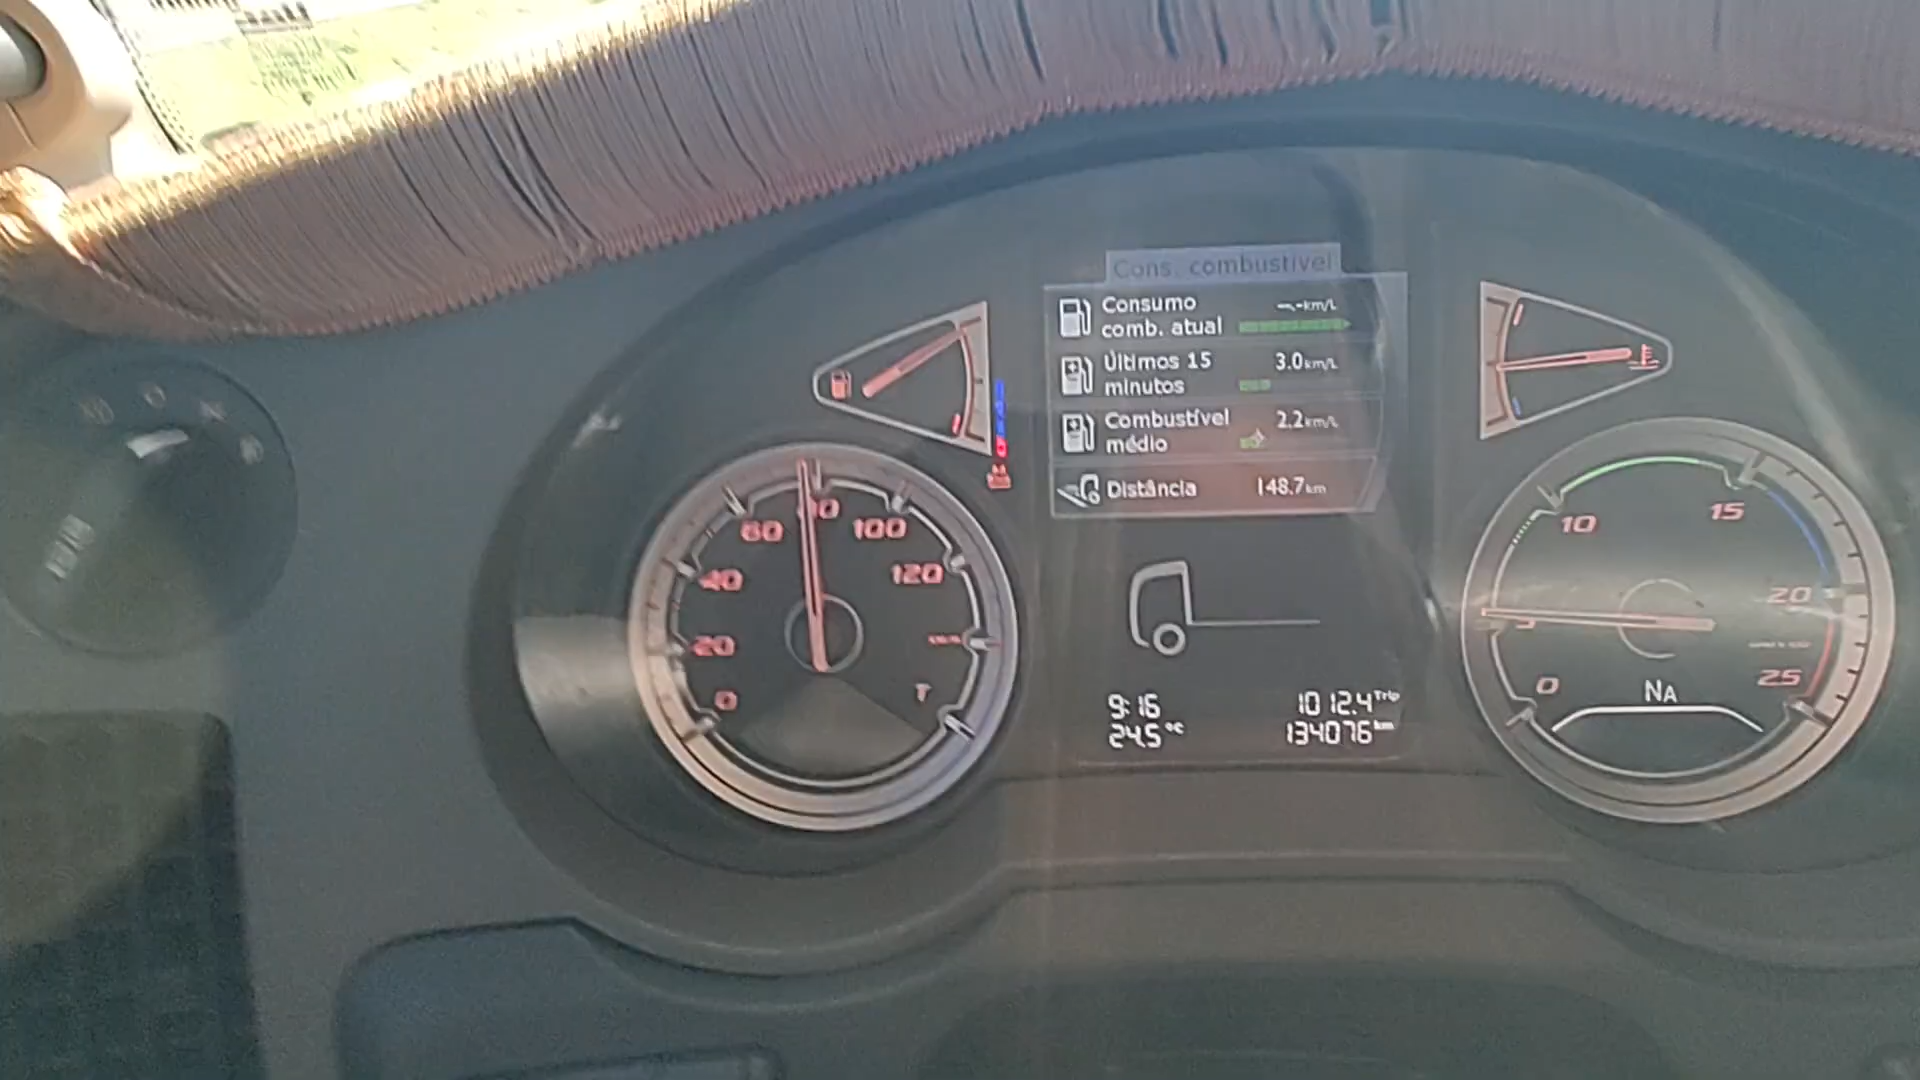 Cons. combustível
Consumo
comb. atual
--.-km/L
Últimos 15
minutos
3.0km/L
Combustível
médio
2.2km/L
Distância
148.7km
0
20
40
60
80
100
120
km/h
T
9:16
1012.4Trip
24.5°C
134076km
0
5
10
15
20
25
NA